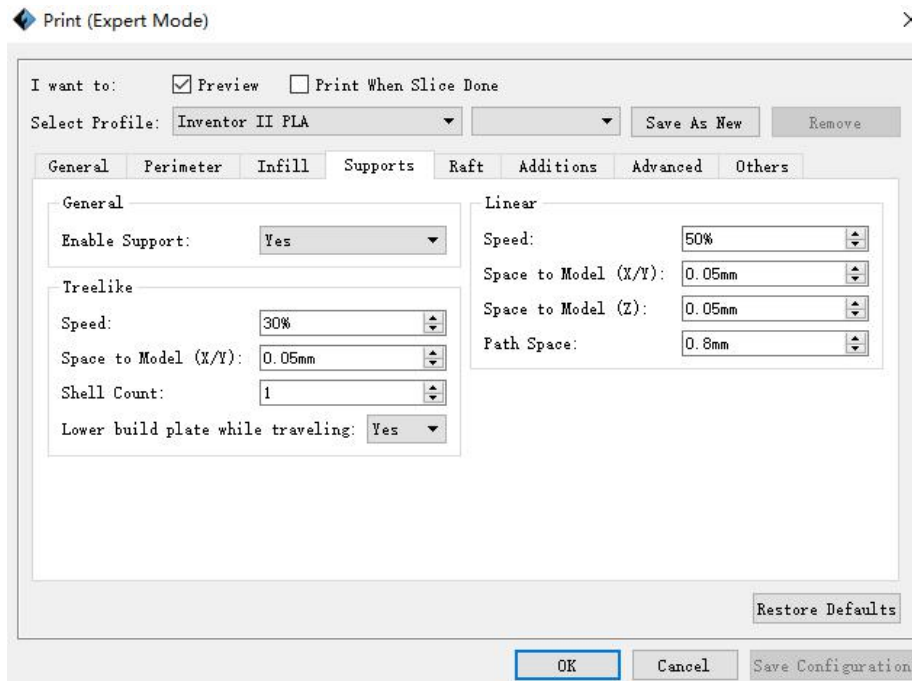 Print (Expert Mode)
I want to: Preview Print When Slice Done
Select Profile: Inventor II PLA Save As New Remove
General Perimeter Infill Supports Raft Additions Advanced Others
General
Enable Support: Yes
Treelike
Speed: 30%
Space to Model (X/Y): 0.05mm
Shell Count: 1
Lower build plate while traveling: Yes
Linear
Speed: 50%
Space to Model (X/Y): 0.05mm
Space to Model (Z): 0.05mm
Path Space: 0.8mm
Restore Defaults
OK Cancel Save Configuration